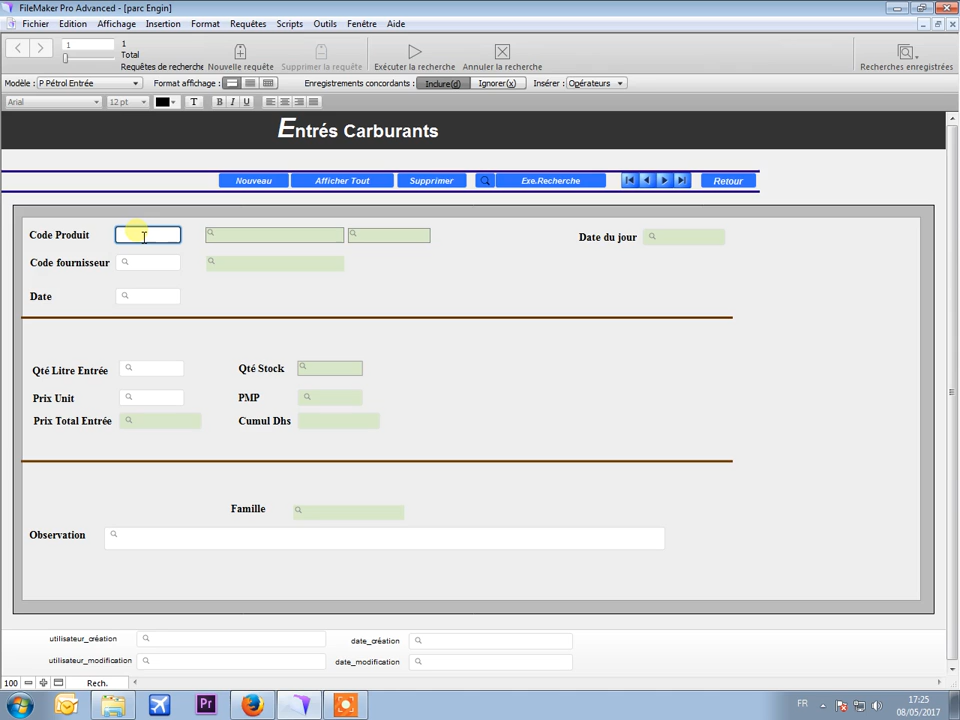 FileMaker Pro Advanced - [parc Engin]
Fichier Edition Affichage Insertion Format Requêtes Scripts Outils Fenêtre Aide
1 1
Total
Requêtes de recherche Nouvelle requête Supprimer la requête Exécuter la recherche Annuler la recherche Recherches enregistrées
Modèle : P Pétrol Entrée Format affichage : Enregistrements concordants : Inclure(d) Ignorer(x) Insérer : Opérateurs
Arial 12 pt T B I U
Entrés Carburants
Nouveau Afficher Tout Supprimer Exe.Recherche Retour
Code Produit Date du jour
Code fournisseur
Date
Qté Litre Entrée Qté Stock
Prix Unit PMP
Prix Total Entrée Cumul Dhs
Famille
Observation
utilisateur_création date_création
utilisateur_modification date_modification
100 Rech.
Pr FR 17:25
08/05/2017